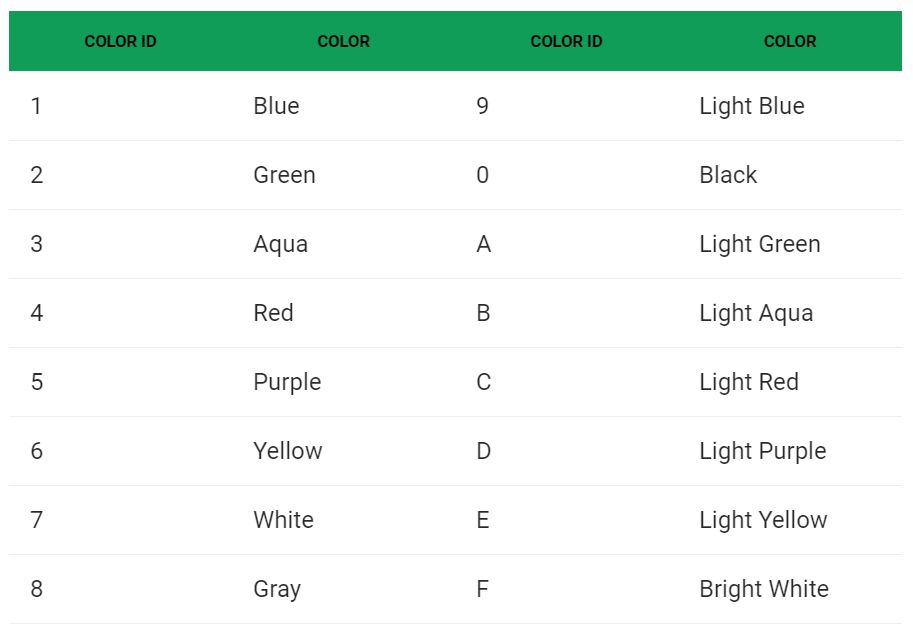 COLOR ID COLOR COLOR ID COLOR
1 Blue 9 Light Blue
2 Green 0 Black
3 Aqua A Light Green
4 Red B Light Aqua
5 Purple C Light Red
6 Yellow D Light Purple
7 White E Light Yellow
8 Gray F Bright White